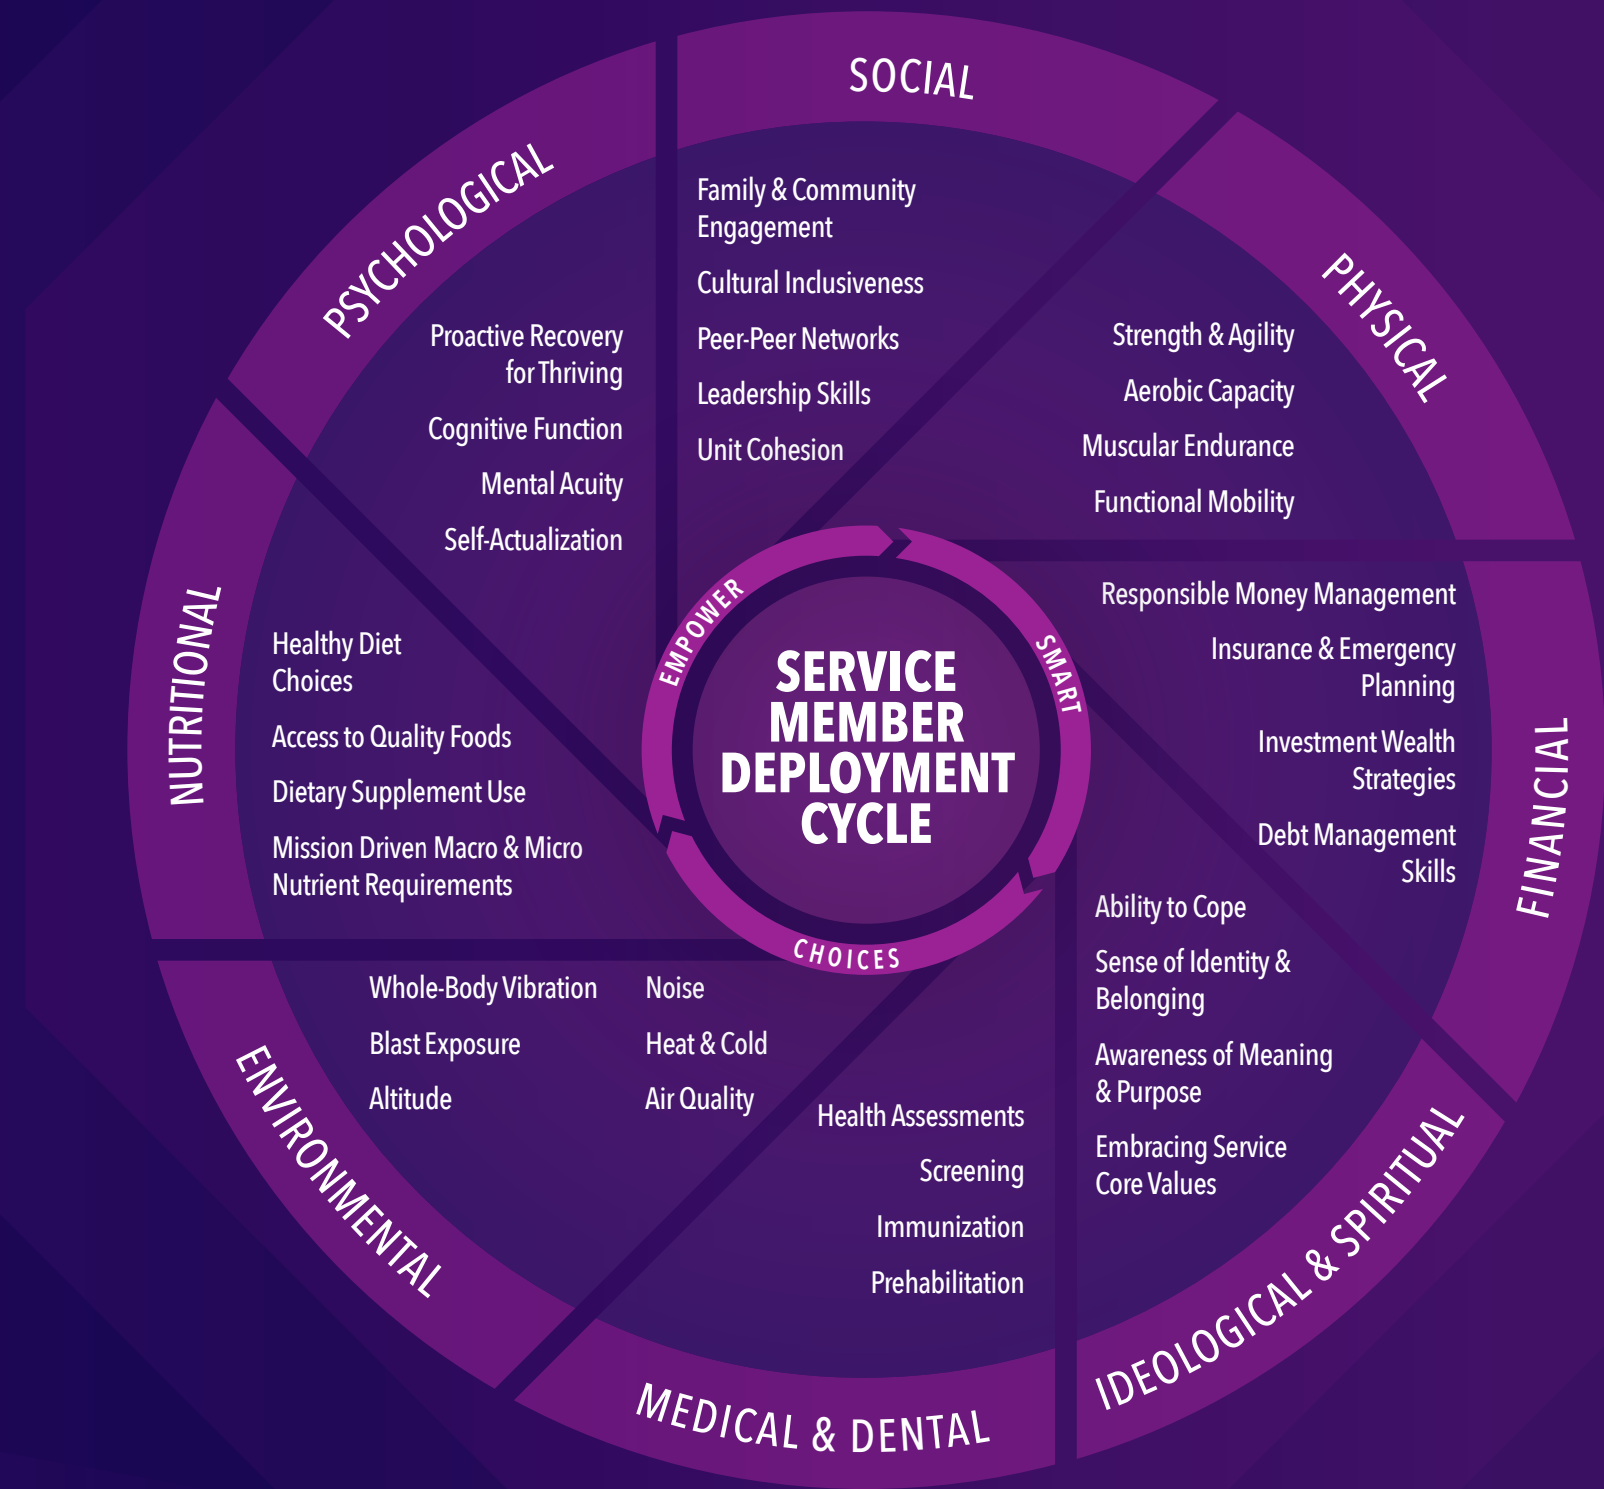 SOCIAL
Family & Community
Engagement
Cultural Inclusiveness
Peer-Peer Networks
Leadership Skills
Unit Cohesion
PHYSICAL
Strength & Agility
Aerobic Capacity
Muscular Endurance
Functional Mobility
FINANCIAL
Responsible Money Management
Insurance & Emergency
Planning
Investment Wealth
Strategies
Debt Management
Skills
IDEOLOGICAL & SPIRITUAL
Ability to Cope
Sense of Identity &
Belonging
Awareness of Meaning
& Purpose
Embracing Service
Core Values
MEDICAL & DENTAL
Health Assessments
Screening
Immunization
Prehabilitation
ENVIRONMENTAL
Whole-Body Vibration
Blast Exposure
Altitude
Noise
Heat & Cold
Air Quality
NUTRITIONAL
Healthy Diet
Choices
Access to Quality Foods
Dietary Supplement Use
Mission Driven Macro & Micro
Nutrient Requirements
PSYCHOLOGICAL
Proactive Recovery
for Thriving
Cognitive Function
Mental Acuity
Self-Actualization
EMPOWER
SMART
CHOICES
SERVICE
MEMBER
DEPLOYMENT
CYCLE